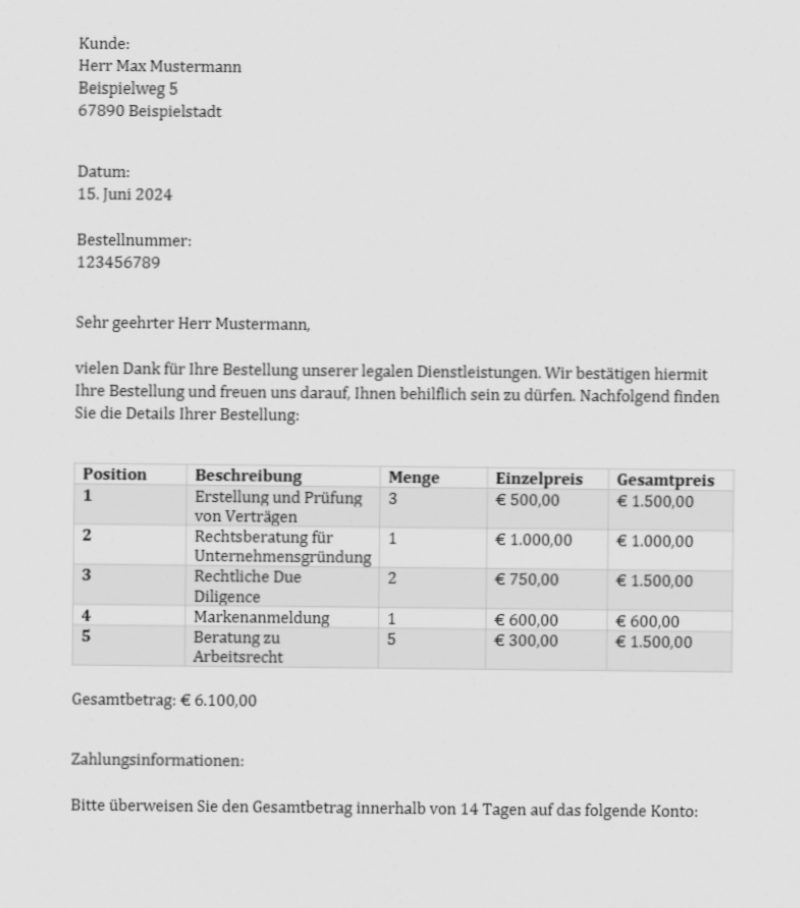 Kunde:
Herr Max Mustermann
Beispielweg 5
67890 Beispielstadt
Datum:
15. Juni 2024
Bestellnummer:
123456789
Sehr geehrter Herr Mustermann,
vielen Dank für Ihre Bestellung unserer legalen Dienstleistungen. Wir bestätigen hiermit
Ihre Bestellung und freuen uns darauf, Ihnen behilflich sein zu dürfen. Nachfolgend finden
Sie die Details Ihrer Bestellung:
Position Beschreibung Menge Einzelpreis Gesamtpreis
1 Erstellung und Prüfung 3 € 500,00 € 1.500,00
von Verträgen
2 Rechtsberatung für 1 € 1.000,00 € 1.000,00
Unternehmensgründung
3 Rechtliche Due 2 € 750,00 € 1.500,00
Diligence
4 Markenanmeldung 1 € 600,00 € 600,00
5 Beratung zu 5 € 300,00 € 1.500,00
Arbeitsrecht
Gesamtbetrag: € 6.100,00
Zahlungsinformationen:
Bitte überweisen Sie den Gesamtbetrag innerhalb von 14 Tagen auf das folgende Konto: